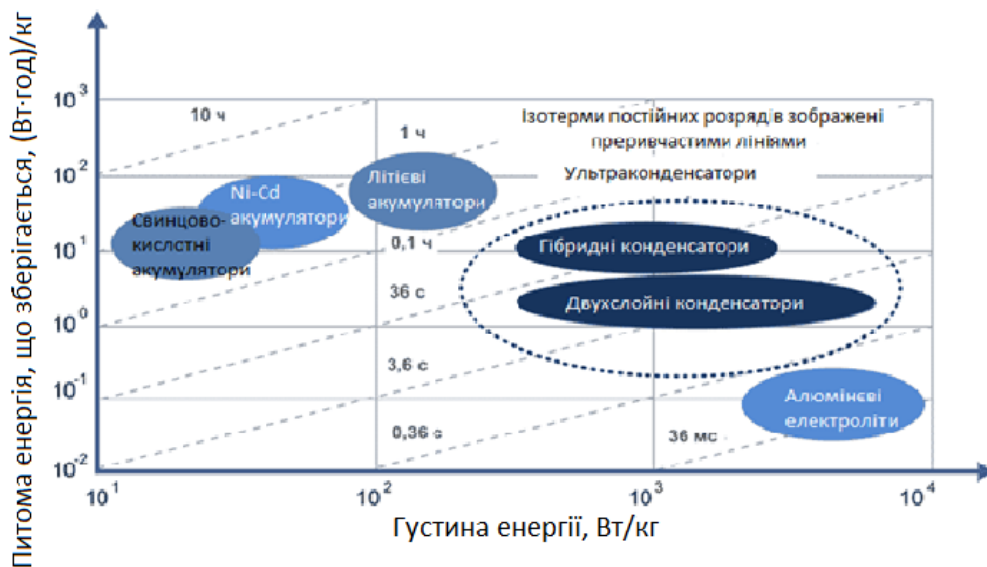 Питома енергія, що зберігається, (Вт·год)/кг
10³
10 ч
1 ч
Ізотерми постійних розрядів зображені
преривчастими лініями
10²
Ni-Cd
акумулятори
Літієві
акумулятори
Ультраконденсатори
Свинцово-
кислотні
акумулятори
10¹
0,1 ч
Гібридні конденсатори
36 с
Двухслойні конденсатори
10⁰
3,6 с
10⁻¹
Алюмінєві
електроліти
0,36 с
36 мс
10⁻²
10¹
10²
10³
10⁴
Густина енергії, Вт/кг